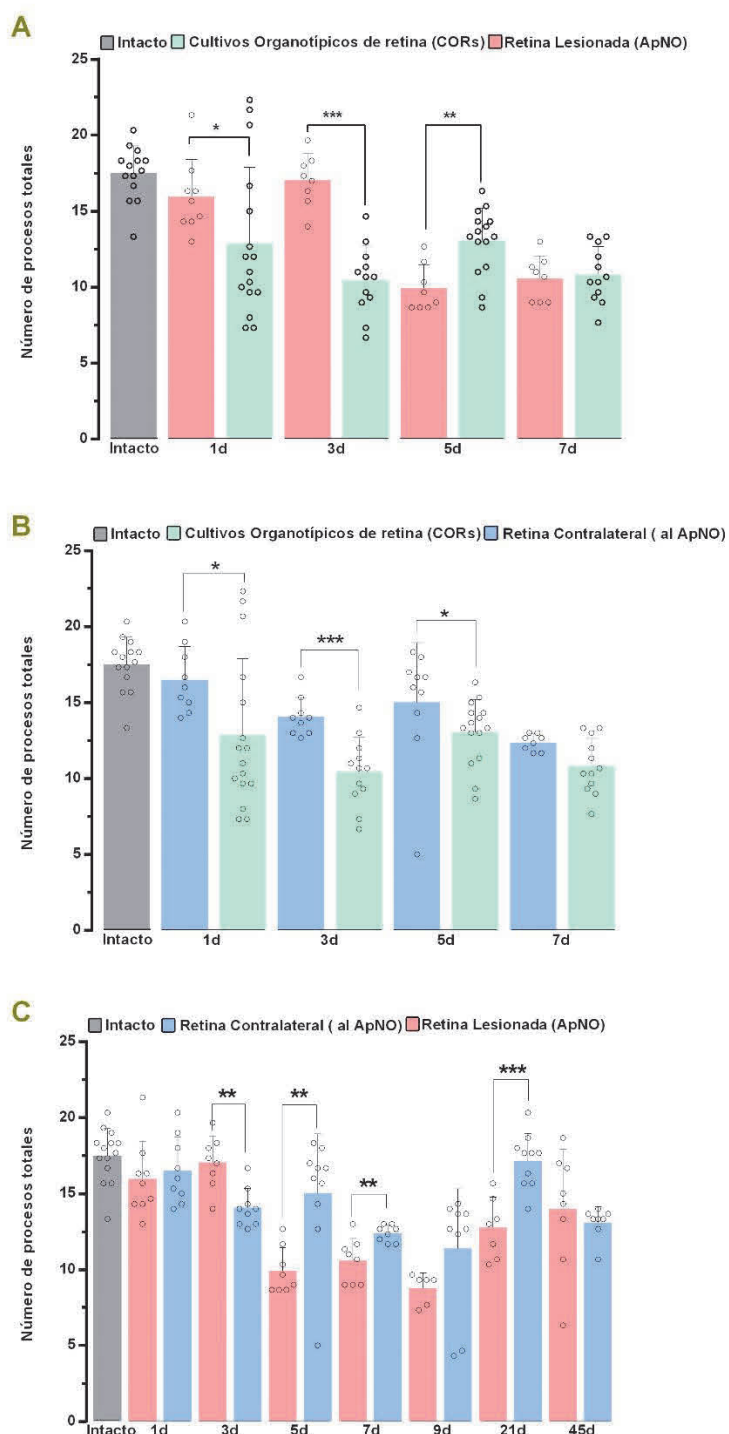 A
Intacto Cultivos Organotípicos de retina (CORs) Retina Lesionada (ApNO)
Número de procesos totales
25
20
15
10
5
0
* *** **
Intacto 1d 3d 5d 7d
B
Intacto Cultivos Organotípicos de retina (CORs) Retina Contralateral ( al ApNO)
Número de procesos totales
25
20
15
10
5
0
* *** *
Intacto 1d 3d 5d 7d
C
Intacto Retina Contralateral ( al ApNO) Retina Lesionada (ApNO)
Número de procesos totales
25
20
15
10
5
0
** ** ** ***
Intacto 1d 3d 5d 7d 9d 21d 45d